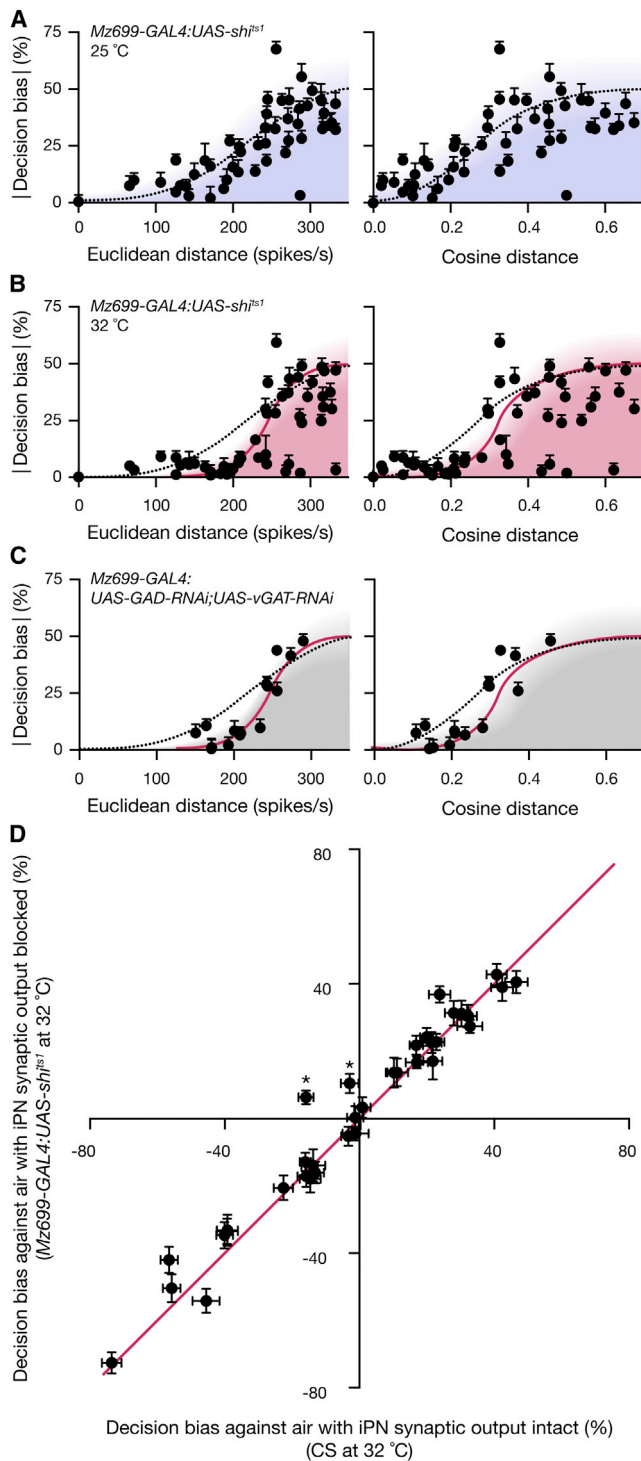 A
Mz699-GAL4:UAS-shi^ts1
25 °C
| Decision bias | (%)
75
50
25
0
0
100
200
300
Euclidean distance (spikes/s)
0.0
0.2
0.4
0.6
Cosine distance
B
Mz699-GAL4:UAS-shi^ts1
32 °C
| Decision bias | (%)
75
50
25
0
0
100
200
300
Euclidean distance (spikes/s)
0.0
0.2
0.4
0.6
Cosine distance
C
Mz699-GAL4:
UAS-GAD-RNAi;UAS-vGAT-RNAi
| Decision bias | (%)
75
50
25
0
0
100
200
300
Euclidean distance (spikes/s)
0.0
0.2
0.4
0.6
Cosine distance
D
Decision bias against air with iPN synaptic output blocked (%)
(Mz699-GAL4:UAS-shi^ts1 at 32 °C)
80
40
*
*
-80
-40
40
80
-40
-80
Decision bias against air with iPN synaptic output intact (%)
(CS at 32 °C)